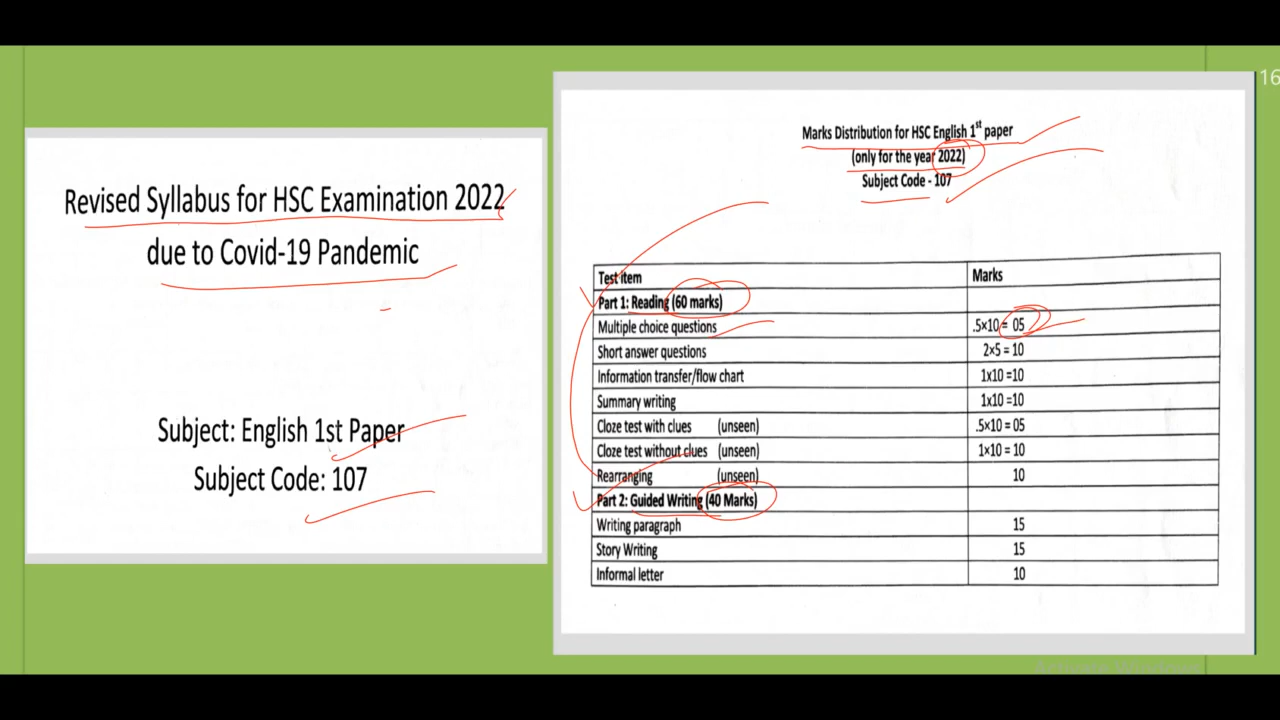 Revised Syllabus for HSC Examination 2022
due to Covid-19 Pandemic
Subject: English 1st Paper
Subject Code: 107
16
Marks Distribution for HSC English 1st paper
(only for the year 2022)
Subject Code - 107
Test item Marks
Part 1: Reading (60 marks)
Multiple choice questions .5×10 = 05
Short answer questions 2×5 = 10
Information transfer/flow chart 1x10 =10
Summary writing 1x10 =10
Cloze test with clues (unseen) .5×10 = 05
Cloze test without clues (unseen) 1×10 = 10
Rearranging (unseen) 10
Part 2: Guided Writing (40 Marks)
Writing paragraph 15
Story Writing 15
Informal letter 10
Activate Windows